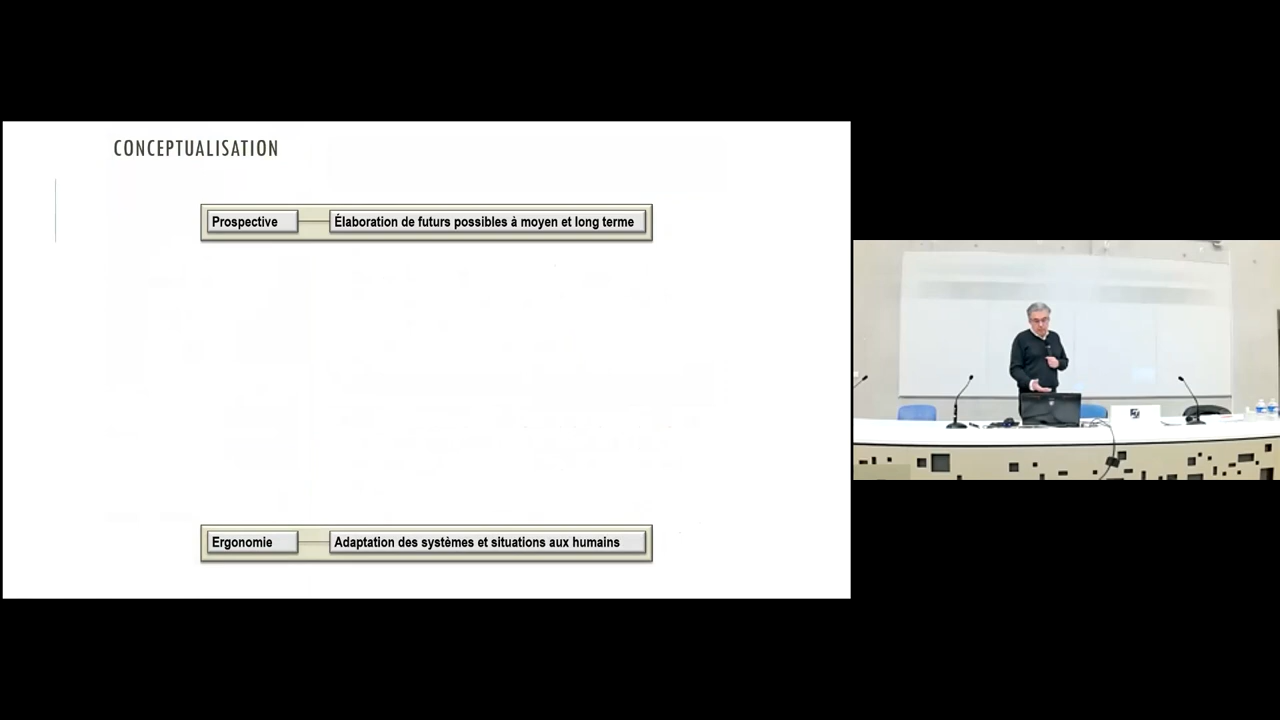 CONCEPTUALISATION
Prospective
Élaboration de futurs possibles à moyen et long terme
Ergonomie
Adaptation des systèmes et situations aux humains